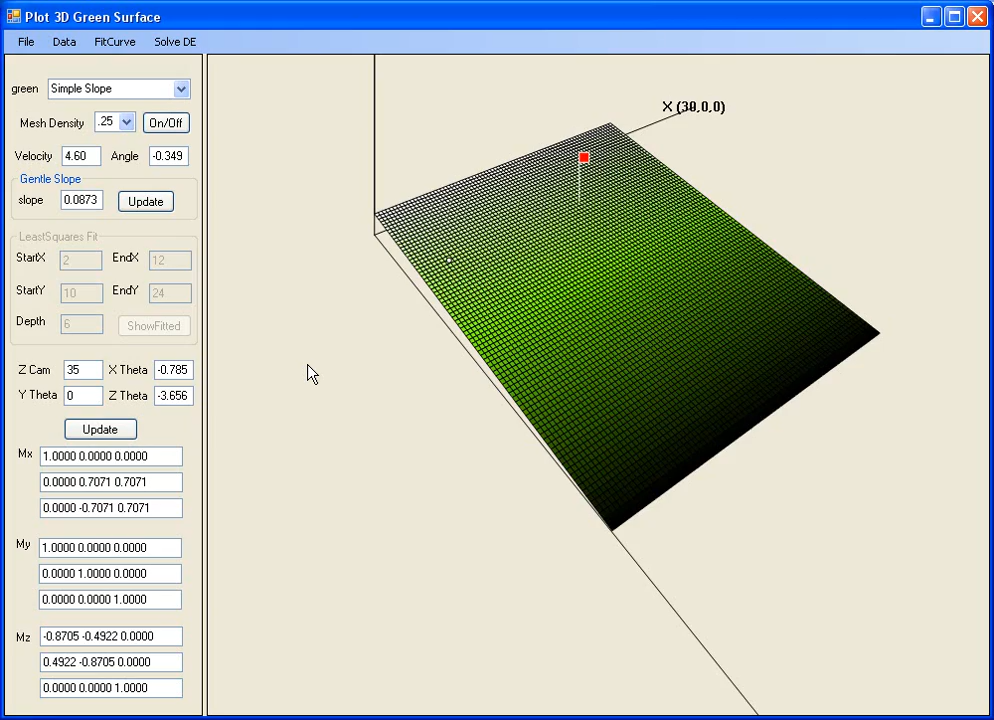 Plot 3D Green Surface
File Data FitCurve Solve DE
green Simple Slope
Mesh Density .25 On/Off
Velocity 4.60 Angle -0.349
Gentle Slope
slope 0.0873 Update
LeastSquares Fit
StartX 2 EndX 12
StartY 10 EndY 24
Depth 6 ShowFitted
Z Cam 35 X Theta -0.785
Y Theta 0 Z Theta -3.656
Update
Mx 1.0000 0.0000 0.0000
0.0000 0.7071 0.7071
0.0000 -0.7071 0.7071
My 1.0000 0.0000 0.0000
0.0000 1.0000 0.0000
0.0000 0.0000 1.0000
Mz -0.8705 -0.4922 0.0000
0.4922 -0.8705 0.0000
0.0000 0.0000 1.0000
X (30,0,0)